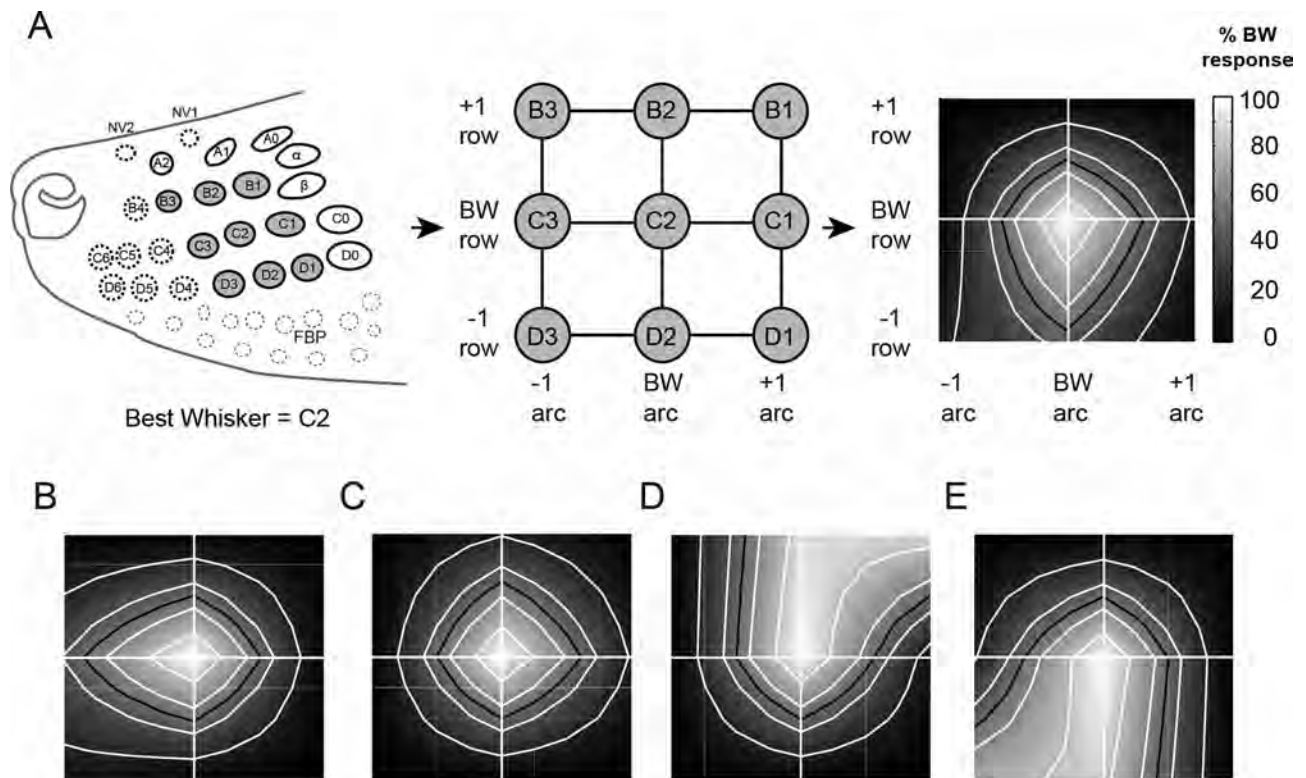 A
% BW
response
NV2
NV1
A2
A1
A0
α
B4
B3
B2
B1
β
C6
C5
C4
C3
C2
C1
C0
D6
D5
D4
D3
D2
D1
D0
FBP
Best Whisker = C2
+1
row
B3
B2
B1
BW
row
C3
C2
C1
-1
row
D3
D2
D1
-1
arc
BW
arc
+1
arc
+1
row
BW
row
-1
row
-1
arc
BW
arc
+1
arc
100
80
60
40
20
0
B
C
D
E